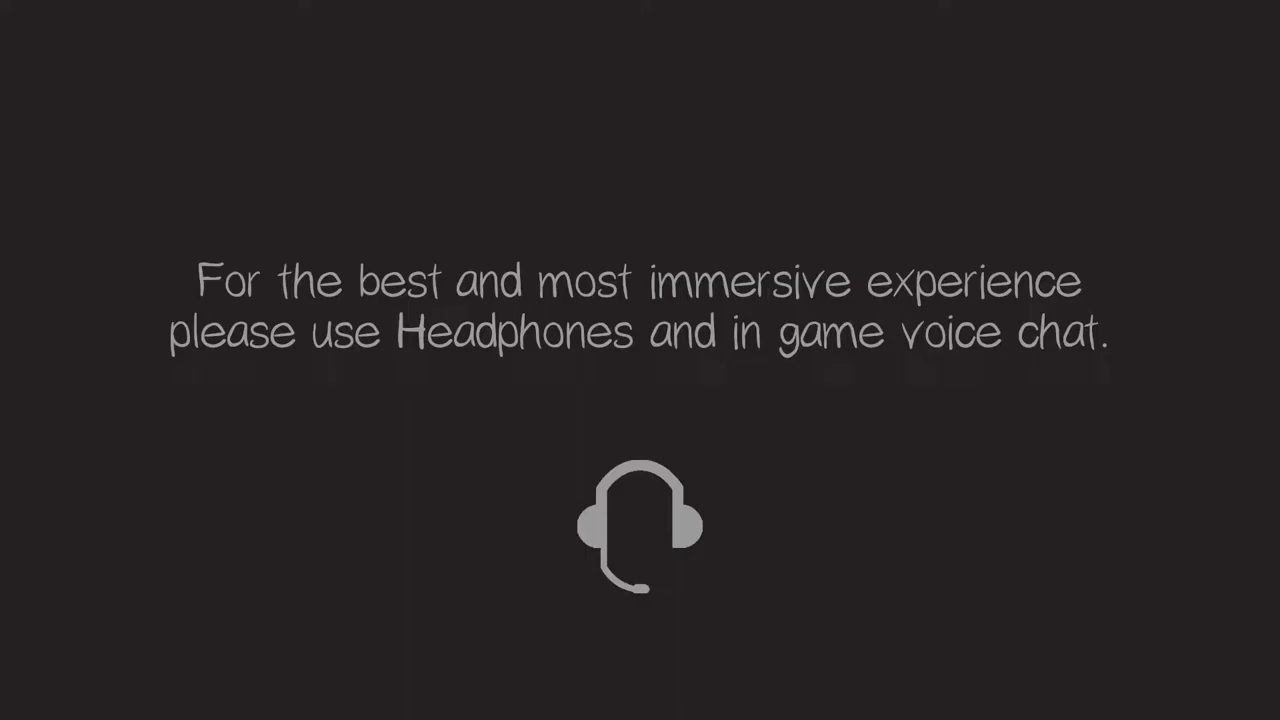 For the best and most immersive experience
please use Headphones and in game voice chat.